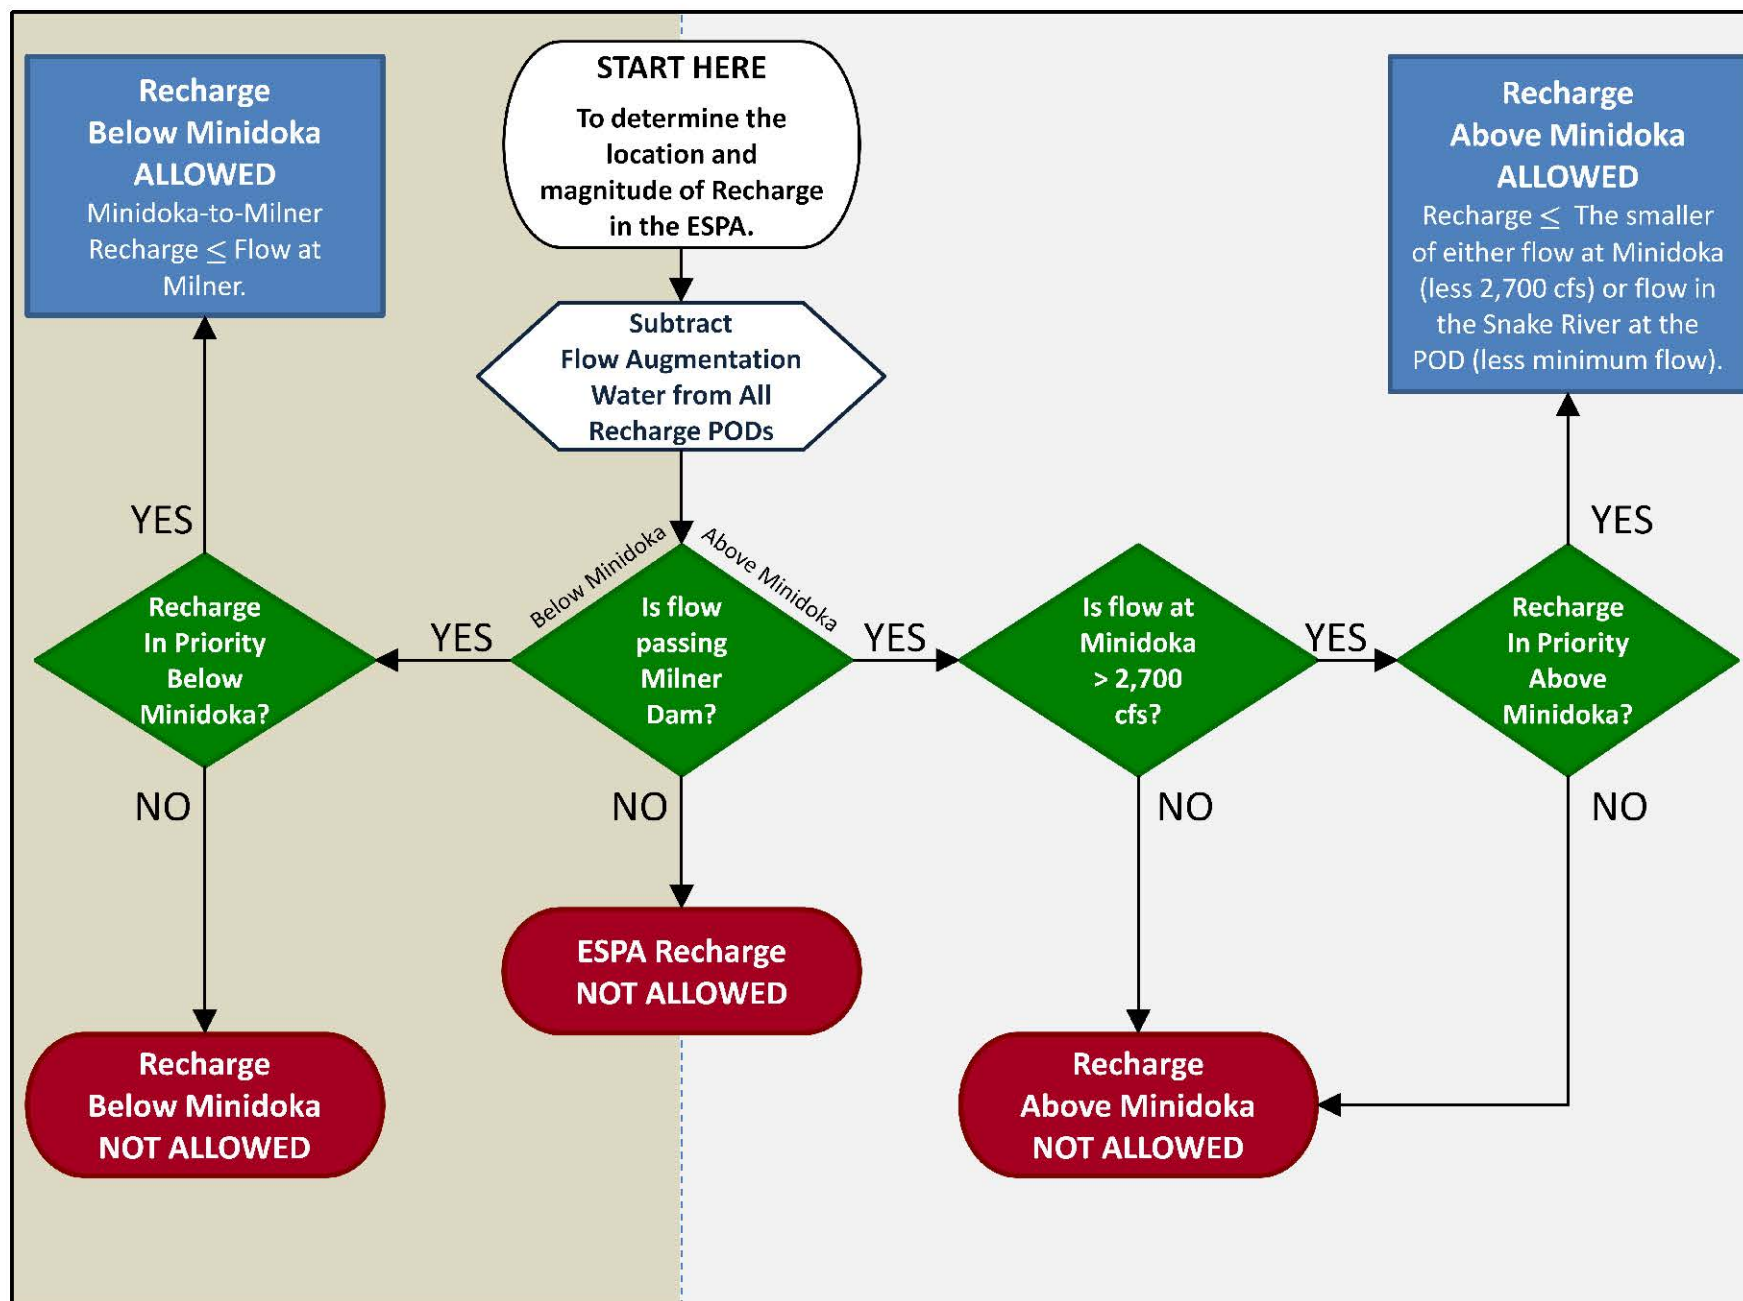 START HERE
To determine the
location and
magnitude of Recharge
in the ESPA.
Subtract
Flow Augmentation
Water from All
Recharge PODs
Below Minidoka
Above Minidoka
Is flow
passing
Milner
Dam?
YES
YES
NO
ESPA Recharge
NOT ALLOWED
Recharge
In Priority
Below
Minidoka?
YES
Recharge
Below Minidoka
ALLOWED
Minidoka-to-Milner
Recharge ≤ Flow at
Milner.
NO
Recharge
Below Minidoka
NOT ALLOWED
Is flow at
Minidoka
> 2,700
cfs?
YES
NO
Recharge
In Priority
Above
Minidoka?
YES
Recharge
Above Minidoka
ALLOWED
Recharge ≤ The smaller
of either flow at Minidoka
(less 2,700 cfs) or flow in
the Snake River at the
POD (less minimum flow).
NO
Recharge
Above Minidoka
NOT ALLOWED